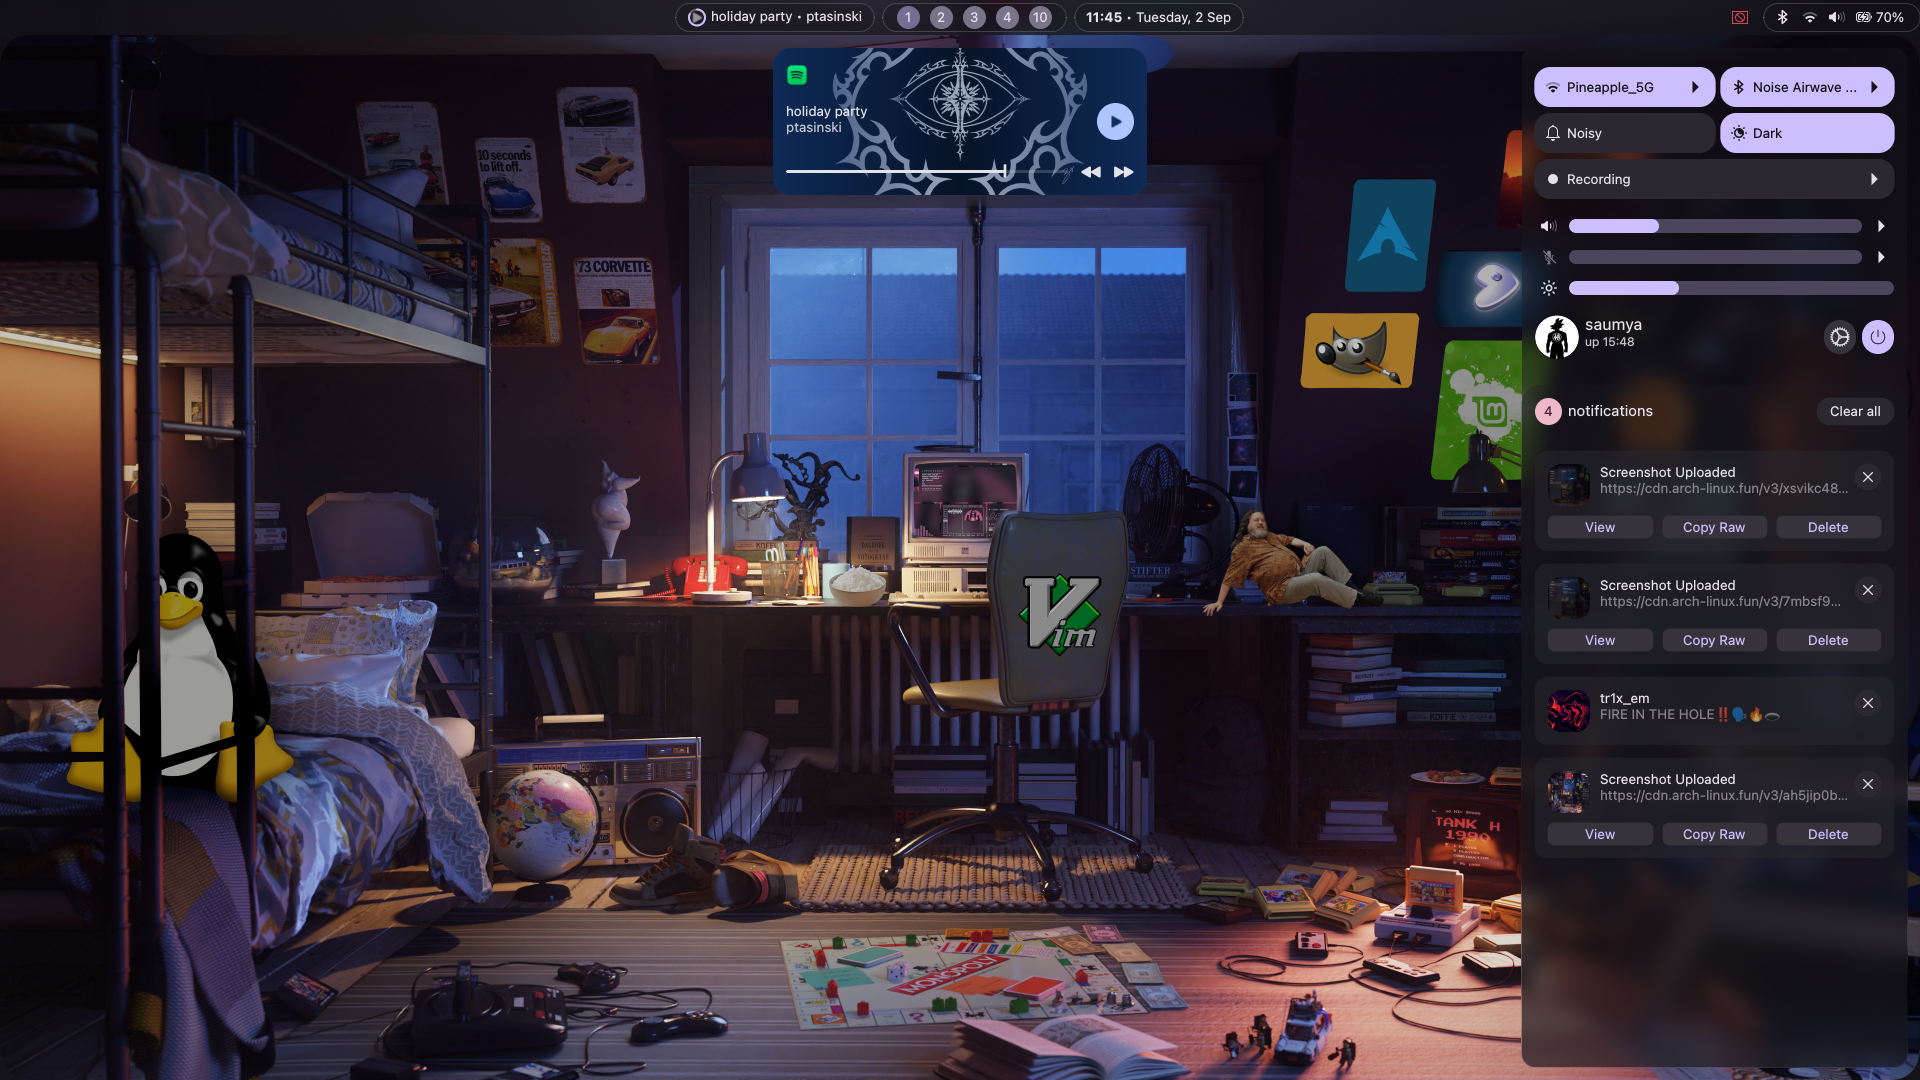 holiday party • ptasinski
1 2 3 4 10
11:45 • Tuesday, 2 Sep
70%
holiday party
ptasinski
Pineapple_5G
Noise Airwave ...
Noisy
Dark
Recording
saumya
up 15:48
4 notifications
Clear all
Screenshot Uploaded
https://cdn.arch-linux.fun/v3/xsvikc48...
View Copy Raw Delete
Screenshot Uploaded
https://cdn.arch-linux.fun/v3/7mbsf9...
View Copy Raw Delete
tr1x_em
FIRE IN THE HOLE‼️🗣️🔥🕳️
Screenshot Uploaded
https://cdn.arch-linux.fun/v3/ah5jip0b...
View Copy Raw Delete
10 seconds
to lift off.
'73 CORVETTE
Vim
TANK H
1990
MONOPOLY